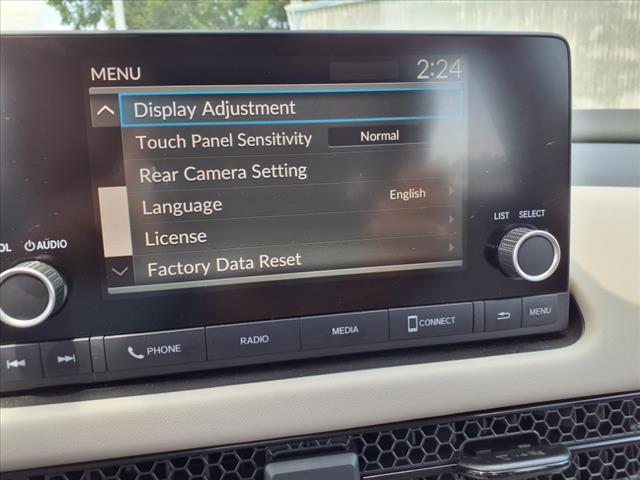 MENU 2:24
Display Adjustment
Touch Panel Sensitivity Normal
Rear Camera Setting
Language English
License
Factory Data Reset
OL AUDIO
LIST SELECT
PHONE RADIO MEDIA CONNECT MENU